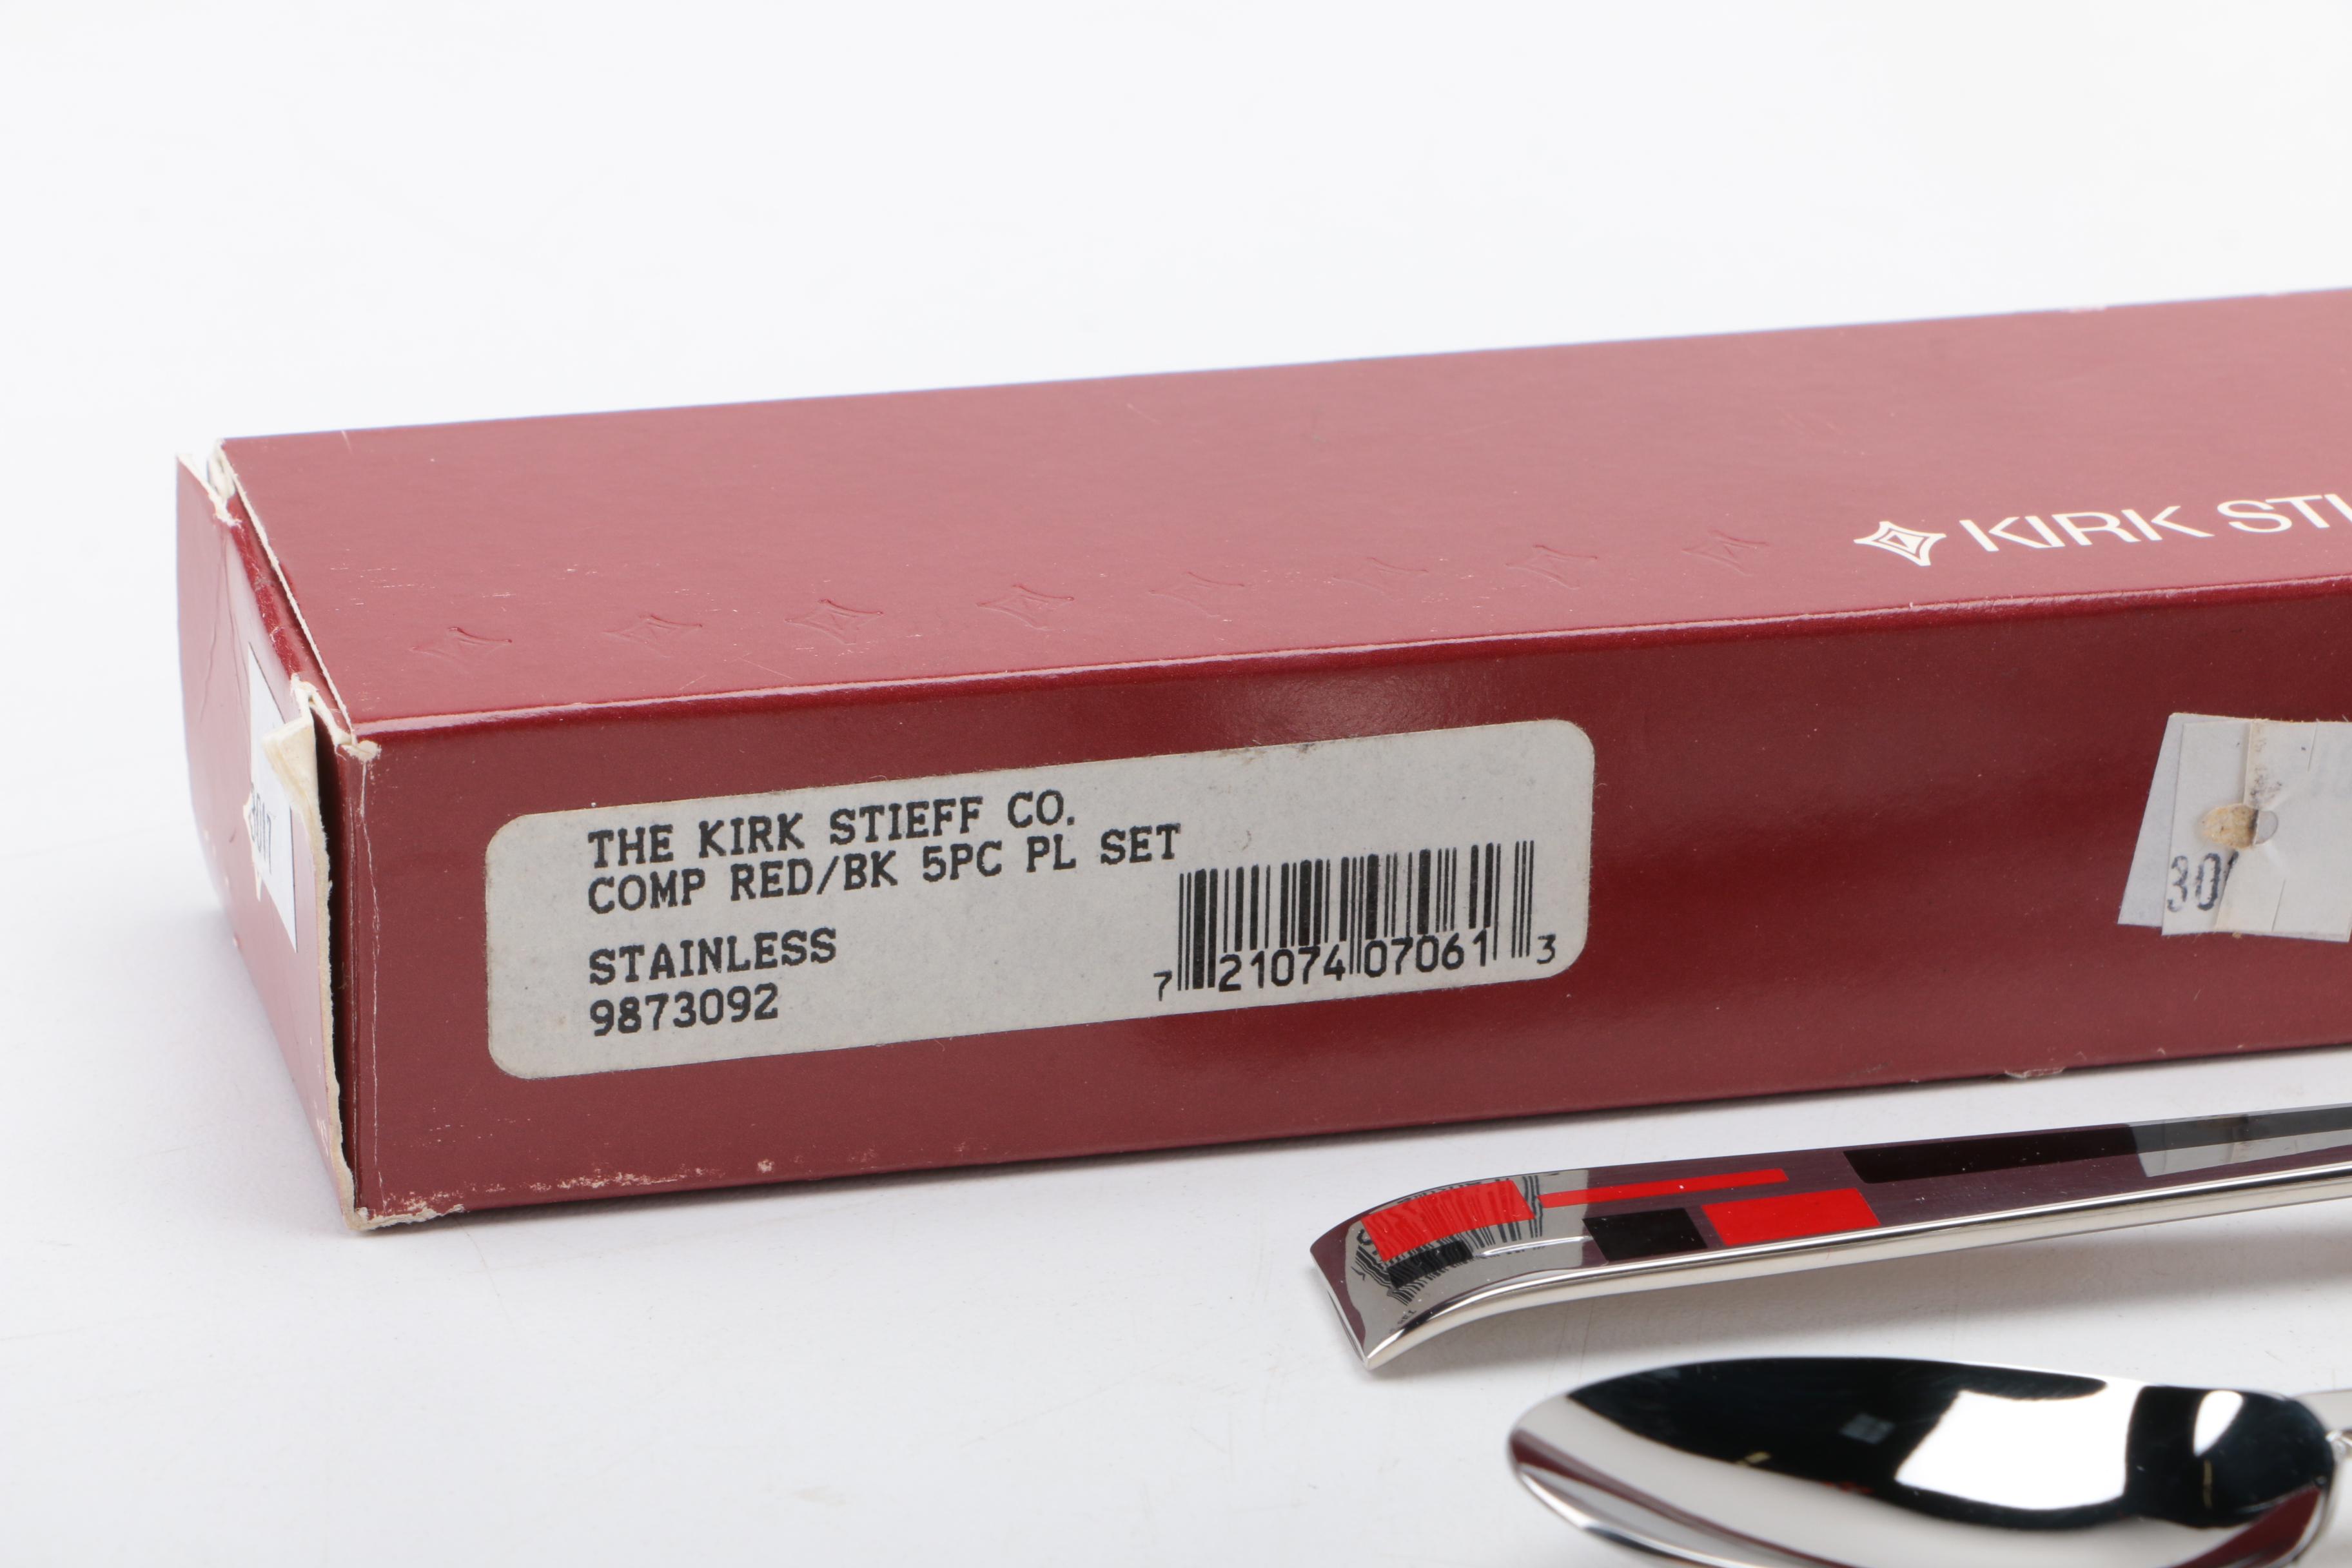 KIRK STI
THE KIRK STIEFF CO.
COMP RED/BK 5PC PL SET
STAINLESS
9873092
7 21074 07061 3
3017
30